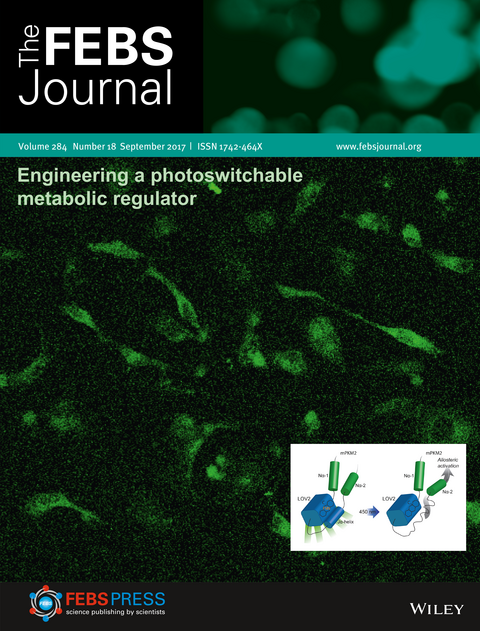 The FEBS
Journal
Volume 284 Number 18 September 2017 | ISSN 1742-464X www.febsjournal.org
Engineering a photoswitchable
metabolic regulator
mPKM2 mPKM2
Allosteric
activation
Nα-1 Nα-1
Nα-2 Nα-2
LOV2 LOV2
450
Jα-helix
FEBS
FEBSPRESS
science publishing by scientists
WILEY